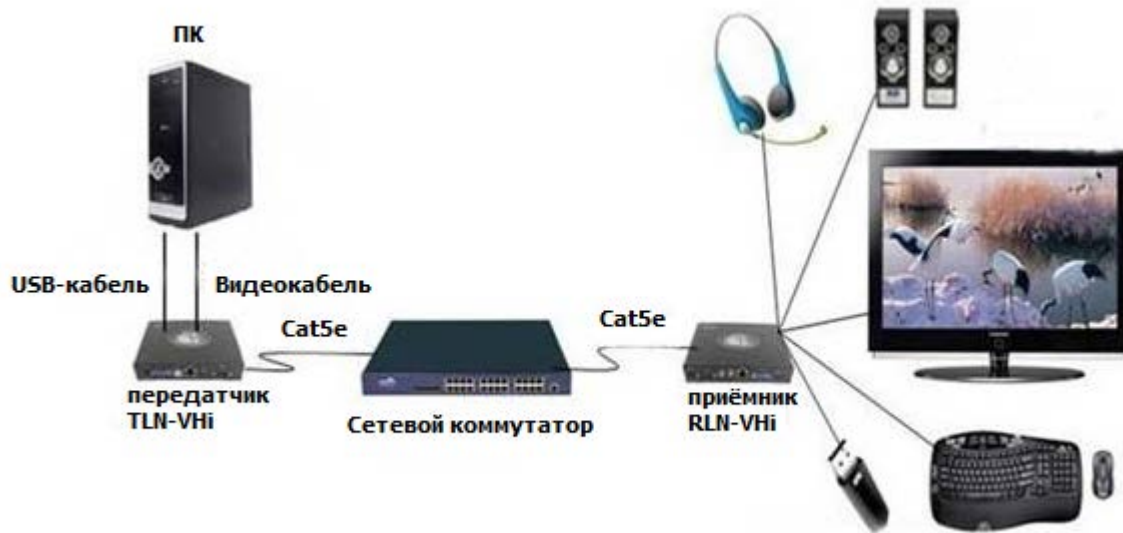 ПК
USB-кабель
Видеокабель
Cat5e
Cat5e
передатчик
TLN-VHi
Сетевой коммутатор
приёмник
RLN-VHi